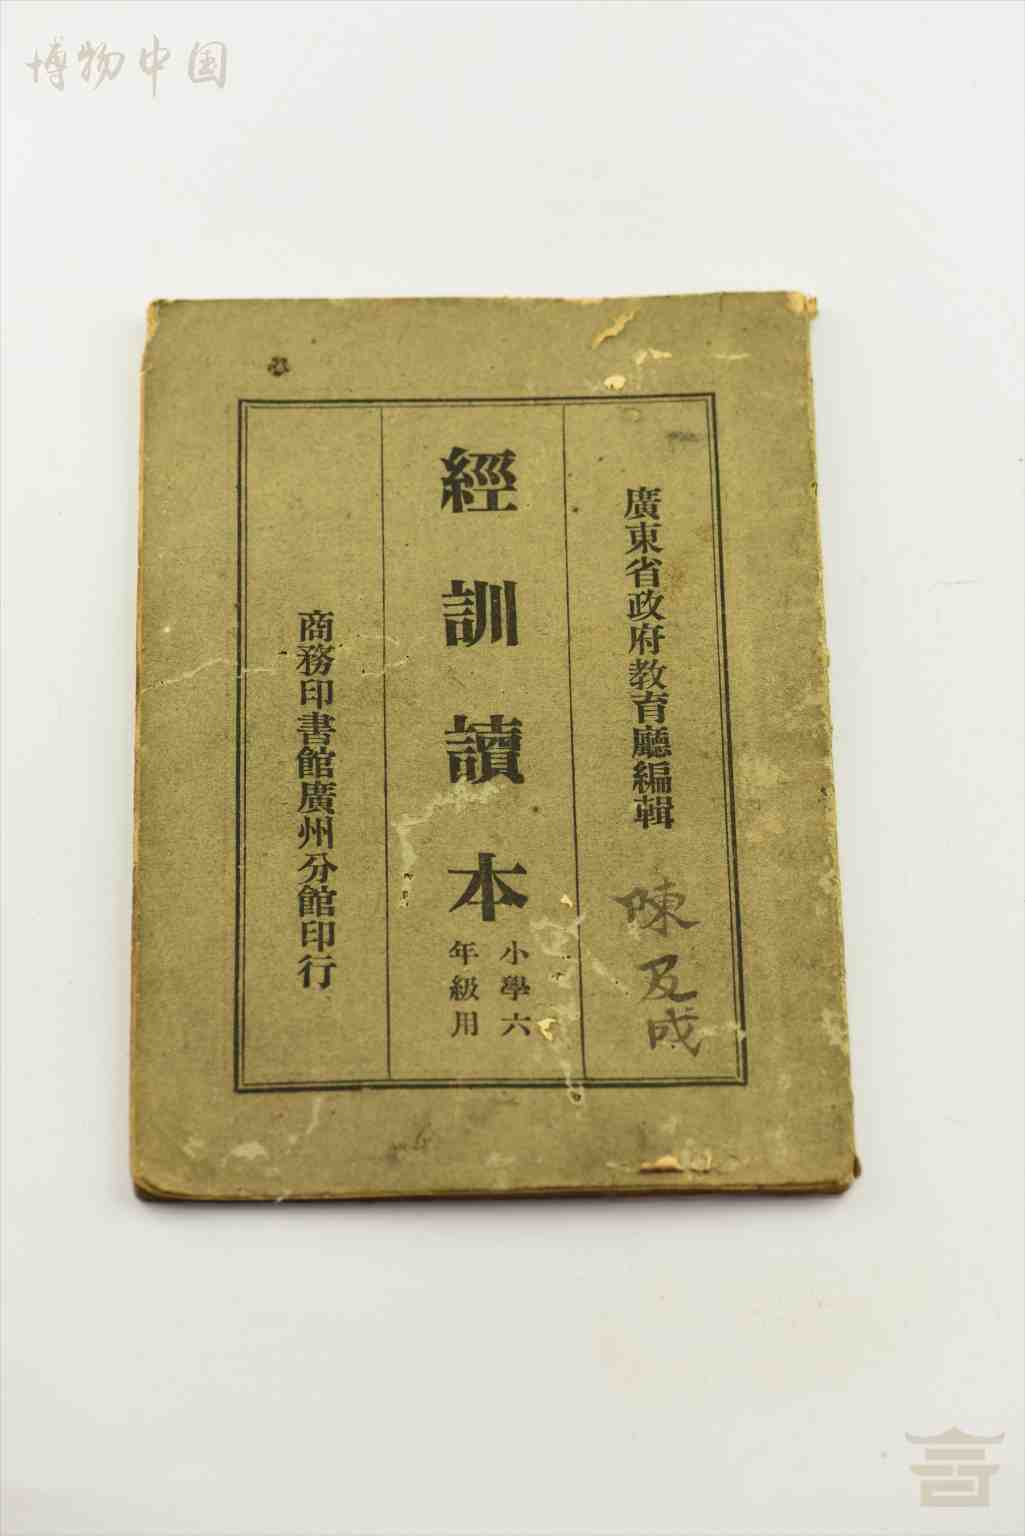 博物中国
廣東省政府教育廳編輯
陳及成
經訓讀本
小學六
年級用
商務印書館廣州分館印行